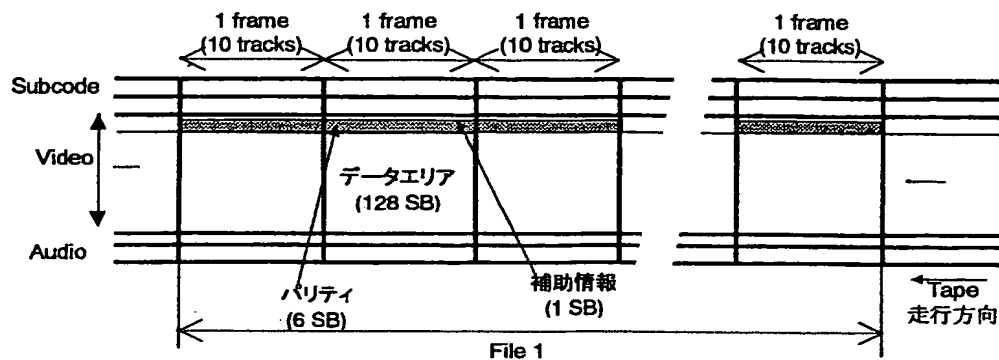 1 frame
(10 tracks)
1 frame
(10 tracks)
1 frame
(10 tracks)
1 frame
(10 tracks)
Subcode
Video
データエリア
(128 SB)
Audio
パリティ
(6 SB)
補助情報
(1 SB)
Tape
走行方向
File 1